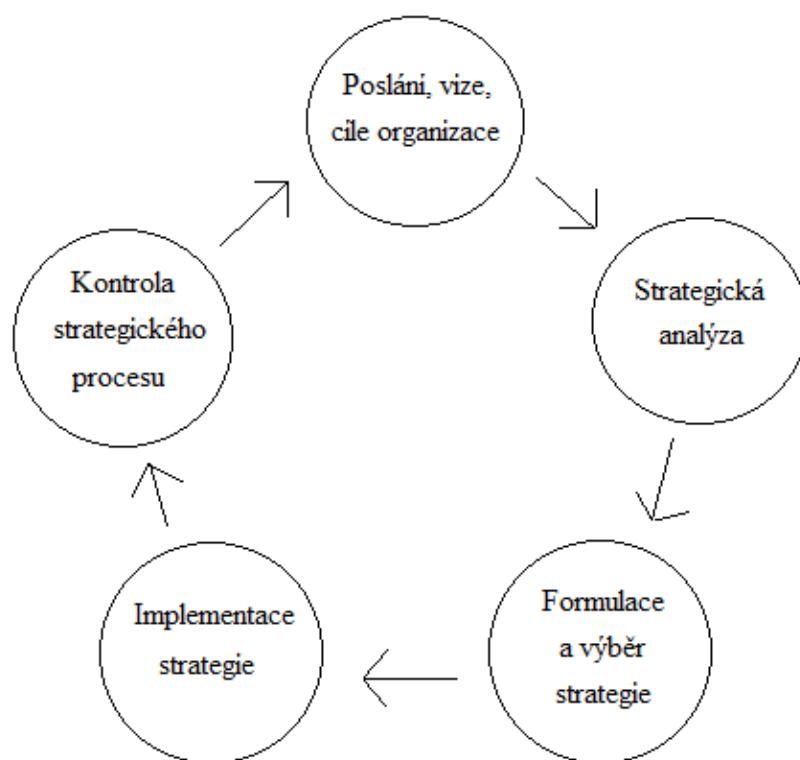 Poslání, vize,
cíle organizace
Strategická
analýza
Formulace
a výběr
strategie
Implementace
strategie
Kontrola
strategického
procesu